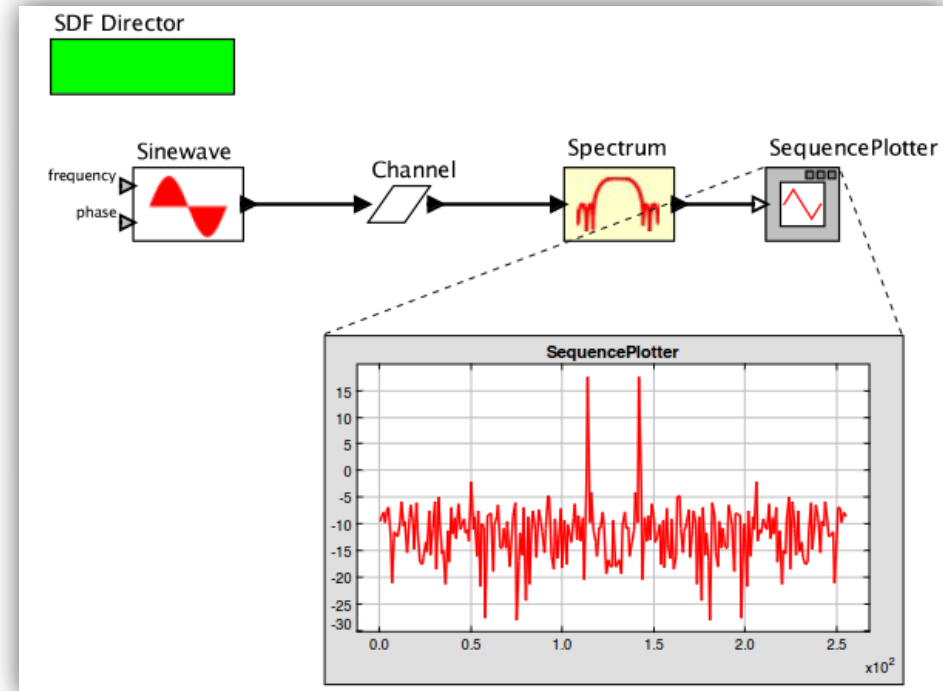 SDF Director
Sinewave
Channel
Spectrum
SequencePlotter
frequency
phase
SequencePlotter
15
10
5
0
-5
-10
-15
-20
-25
-30
0.0 0.5 1.0 1.5 2.0 2.5
x10²